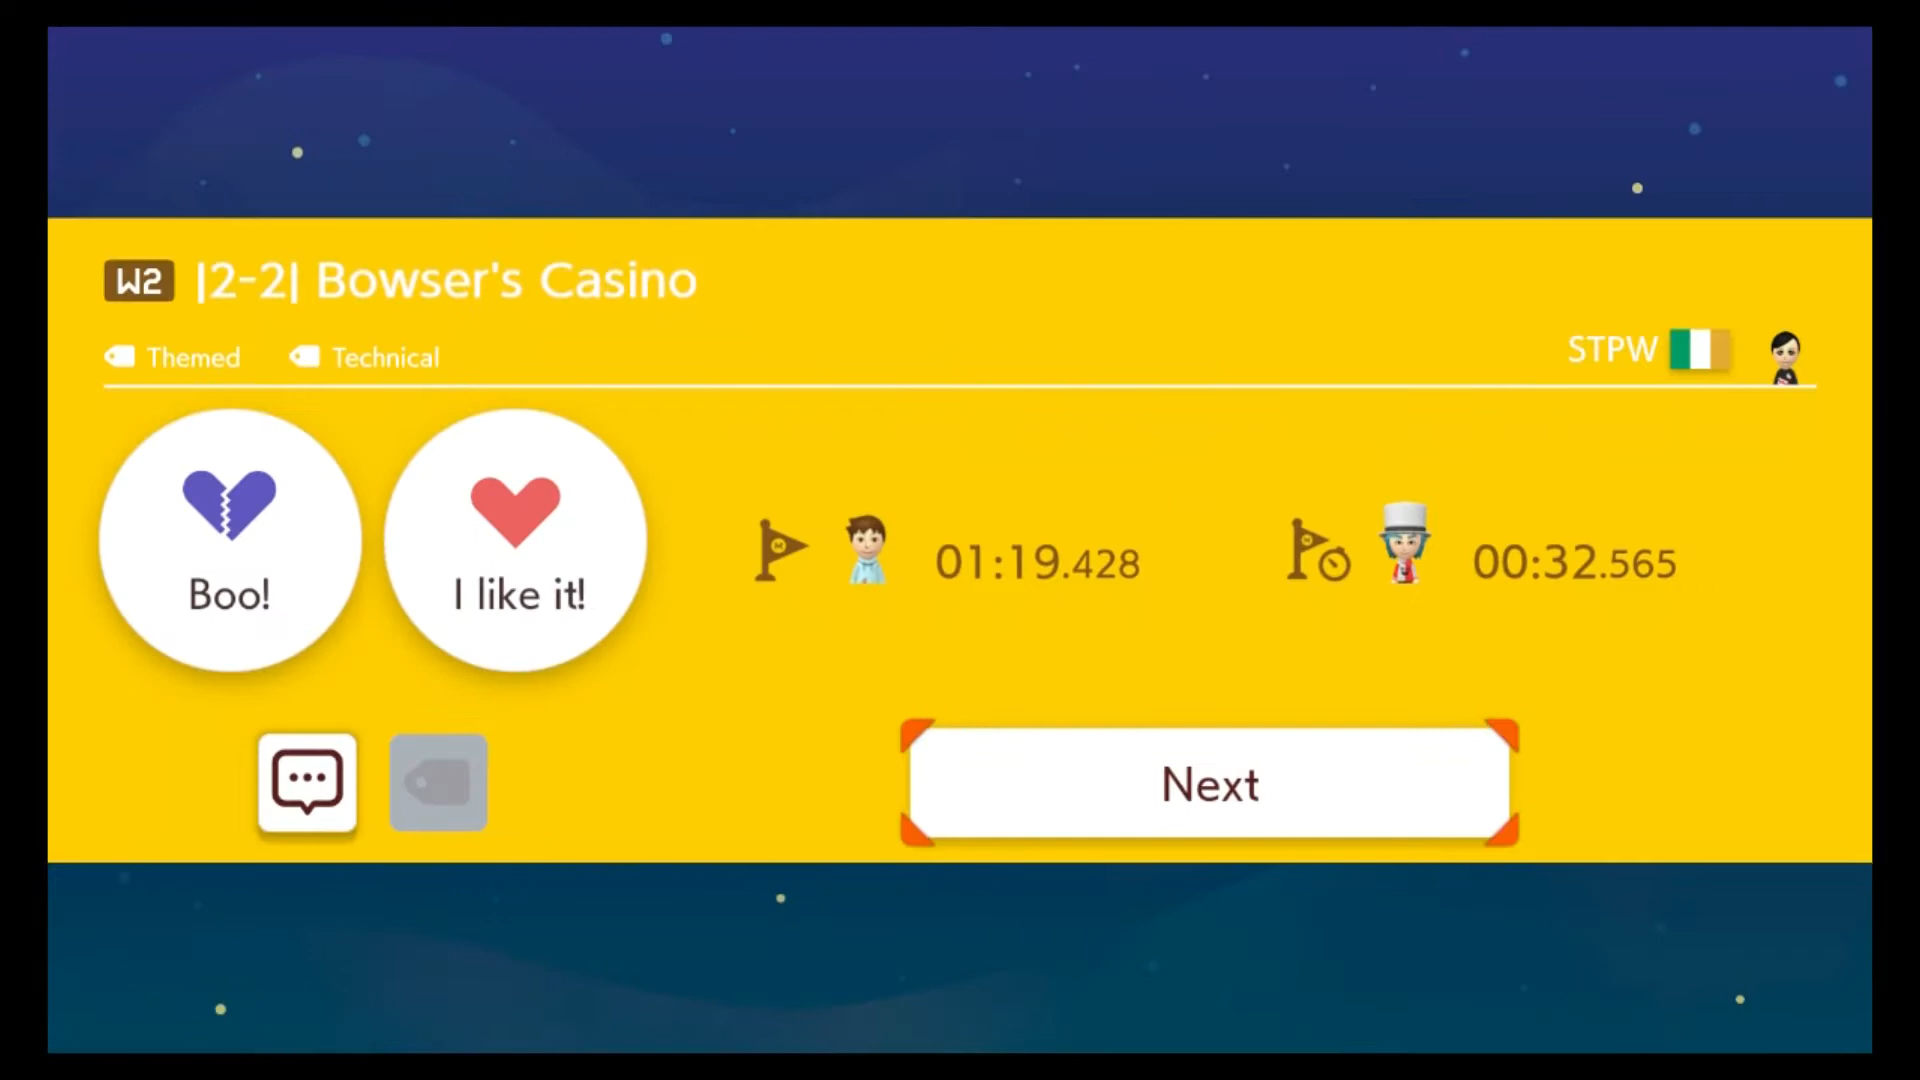 W2 |2-2| Bowser's Casino
Themed Technical
STPW
Boo!
I like it!
M 01:19.428
M 00:32.565
Next